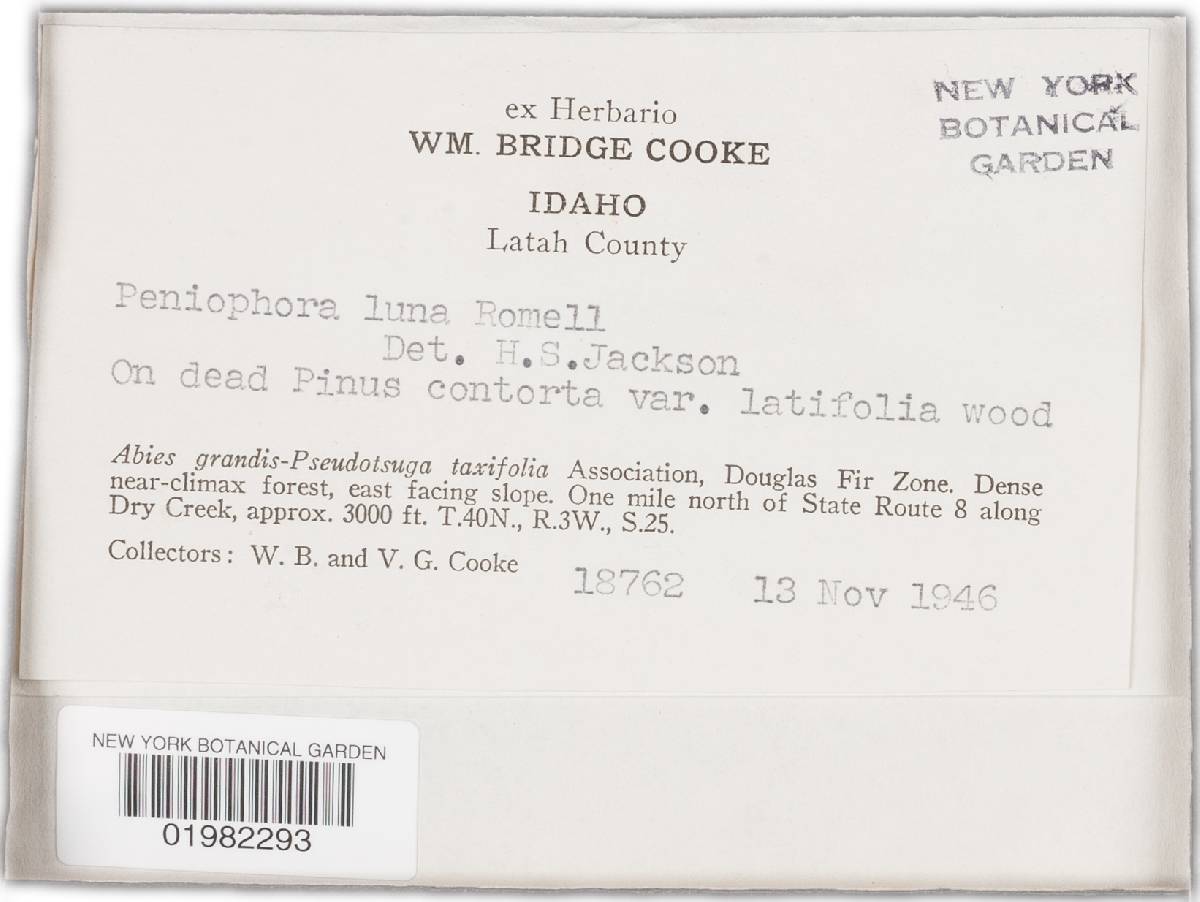 NEW YORK
BOTANICAL
GARDEN
ex Herbario
WM. BRIDGE COOKE
IDAHO
Latah County
Peniophora luna Romell
Det. H.S.Jackson
On dead Pinus contorta var. latifolia wood
Abies grandis-Pseudotsuga taxifolia Association, Douglas Fir Zone. Dense
near-climax forest, east facing slope. One mile north of State Route 8 along
Dry Creek, approx. 3000 ft. T.40N., R.3W., S.25.
Collectors: W. B. and V. G. Cooke 18762 13 Nov 1946
NEW YORK BOTANICAL GARDEN
01982293